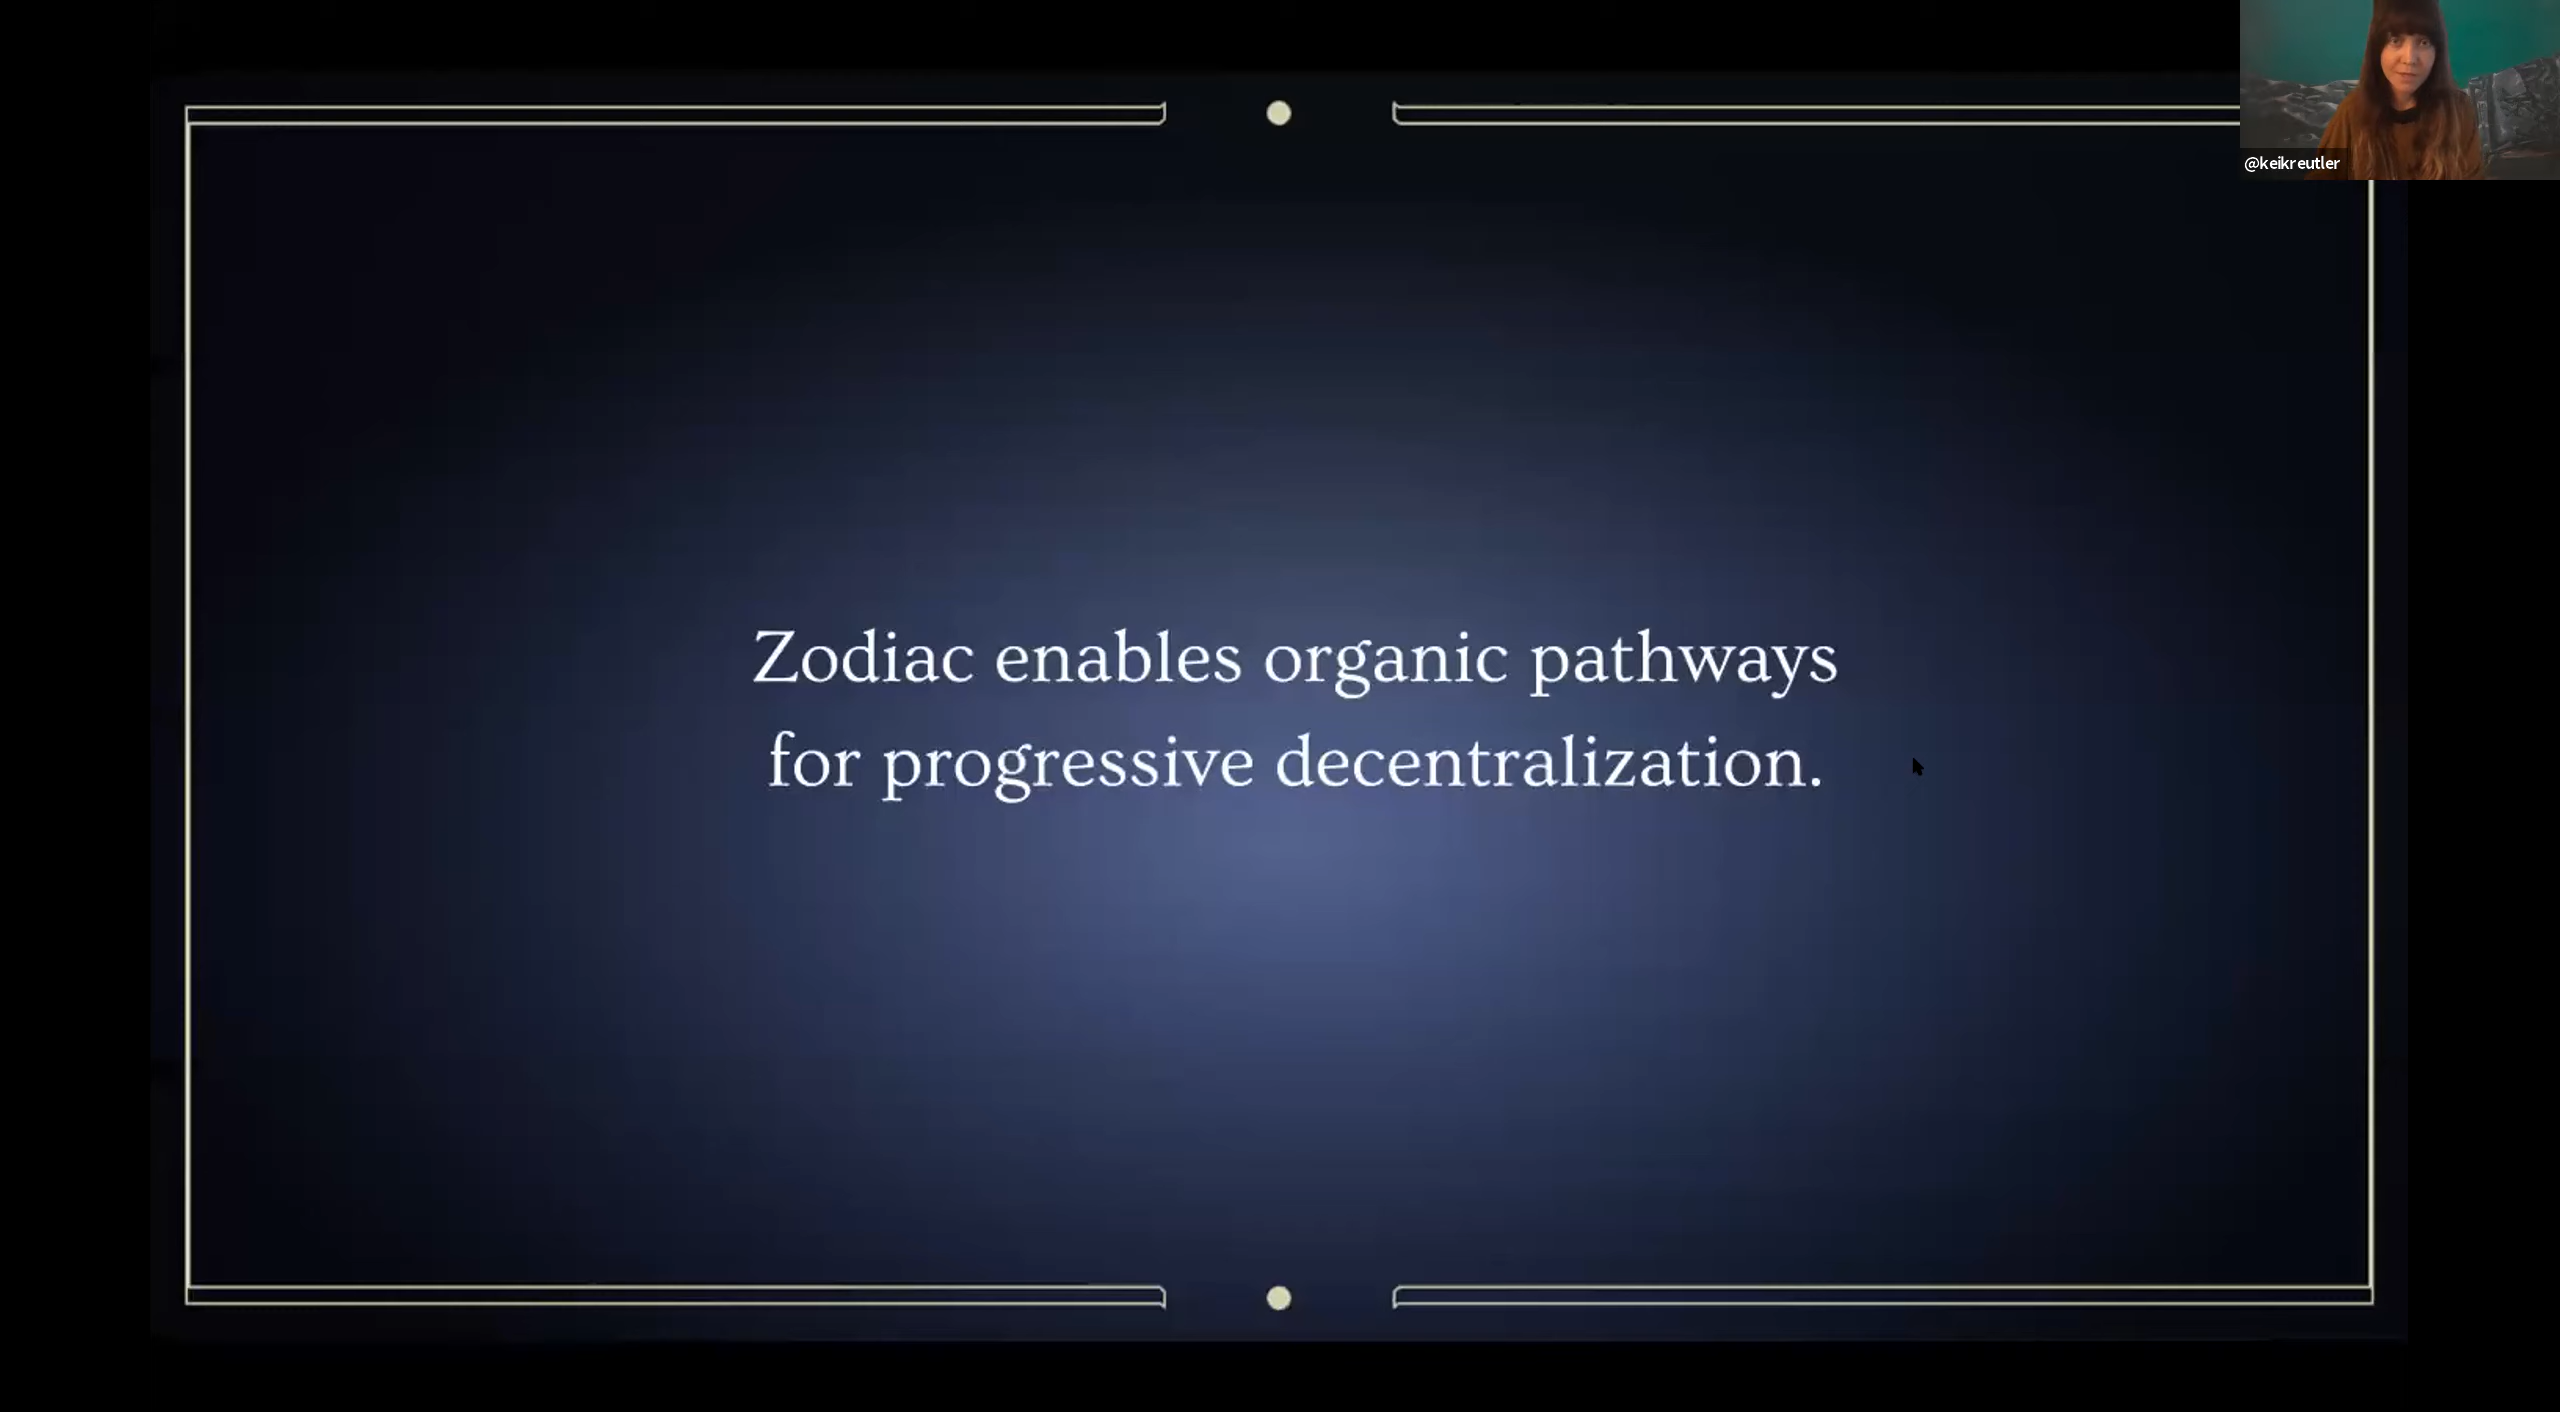 @keikreutler
Zodiac enables organic pathways
for progressive decentralization.